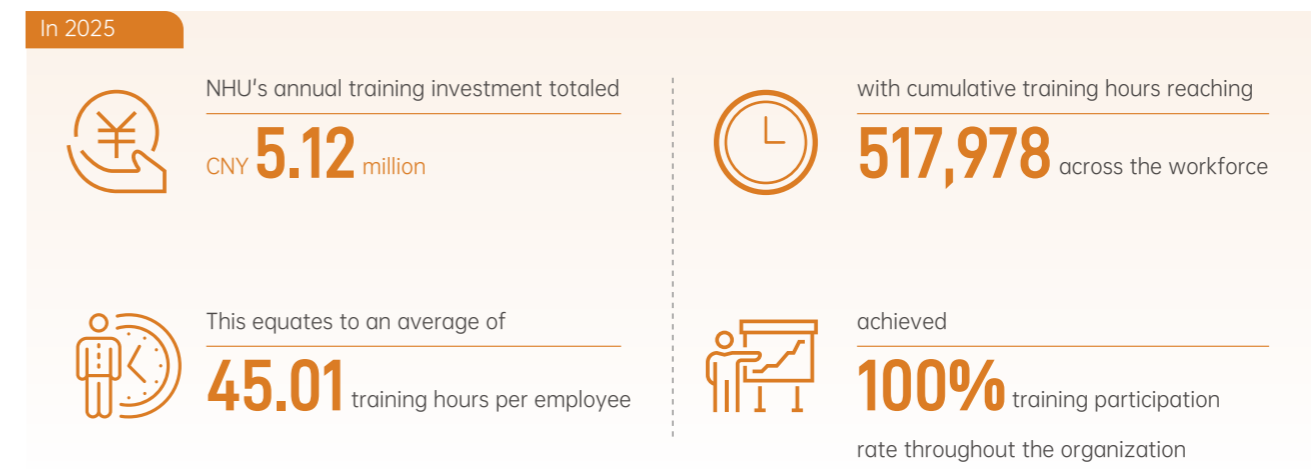 In 2025
NHU's annual training investment totaled
CNY 5.12 million
with cumulative training hours reaching
517,978 across the workforce
This equates to an average of
45.01 training hours per employee
achieved
100% training participation
rate throughout the organization